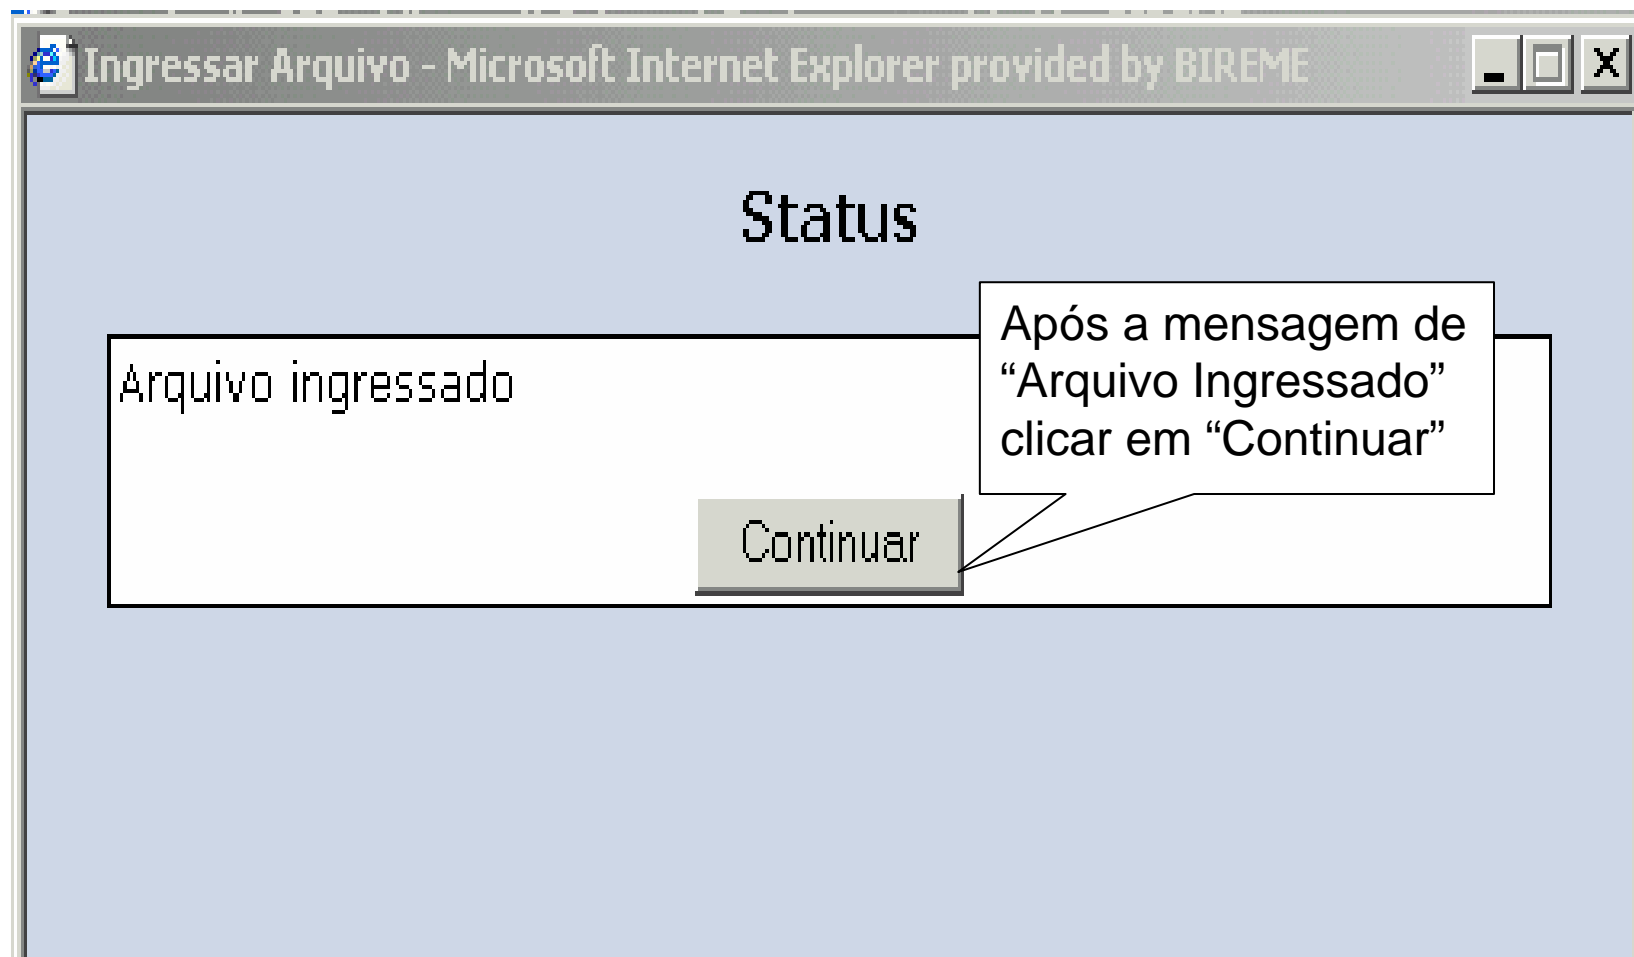 Ingressar Arquivo - Microsoft Internet Explorer provided by BIREME
Status
Arquivo ingressado
Após a mensagem de
“Arquivo Ingressado”
clicar em “Continuar”
Continuar